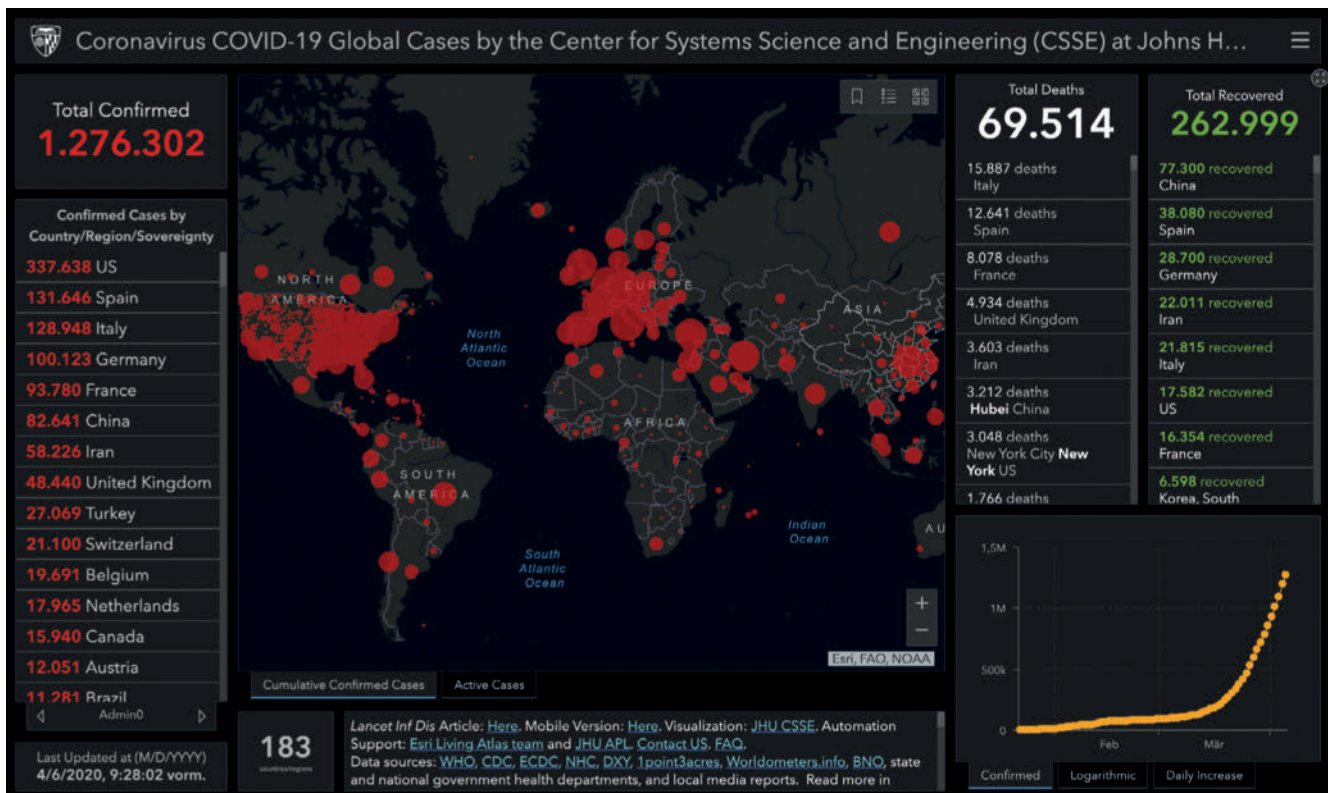 Coronavirus COVID-19 Global Cases by the Center for Systems Science and Engineering (CSSE) at Johns H...
Total Confirmed
1.276.302
Confirmed Cases by
Country/Region/Sovereignty
337.638 US
131.646 Spain
128.948 Italy
100.123 Germany
93.780 France
82.641 China
58.226 Iran
48.440 United Kingdom
27.069 Turkey
21.100 Switzerland
19.691 Belgium
17.965 Netherlands
15.940 Canada
12.051 Austria
11.281 Brazil
Admin0
Last Updated at (M/D/YYYY)
4/6/2020, 9:28:02 vorm.
NORTH
AMERICA
EUROPE
ASIA
North
Atlantic
Ocean
AFRICA
SOUTH
AMERICA
Indian
Ocean
AU
South
Atlantic
Ocean
+
−
Esri, FAO, NOAA
Cumulative Confirmed Cases
Active Cases
183
countries/regions
Lancet Inf Dis Article: Here. Mobile Version: Here. Visualization: JHU CSSE. Automation
Support: Esri Living Atlas team and JHU APL. Contact US. FAQ.
Data sources: WHO, CDC, ECDC, NHC, DXY, 1point3acres, Worldometers.info, BNO, state
and national government health departments, and local media reports. Read more in
Total Deaths
69.514
15.887 deaths
Italy
12.641 deaths
Spain
8.078 deaths
France
4.934 deaths
United Kingdom
3.603 deaths
Iran
3.212 deaths
Hubei China
3.048 deaths
New York City New
York US
1.766 deaths
Total Recovered
262.999
77.300 recovered
China
38.080 recovered
Spain
28.700 recovered
Germany
22.011 recovered
Iran
21.815 recovered
Italy
17.582 recovered
US
16.354 recovered
France
6.598 recovered
Korea, South
1,5M
1M
500k
0
Feb
Mär
Confirmed
Logarithmic
Daily Increase